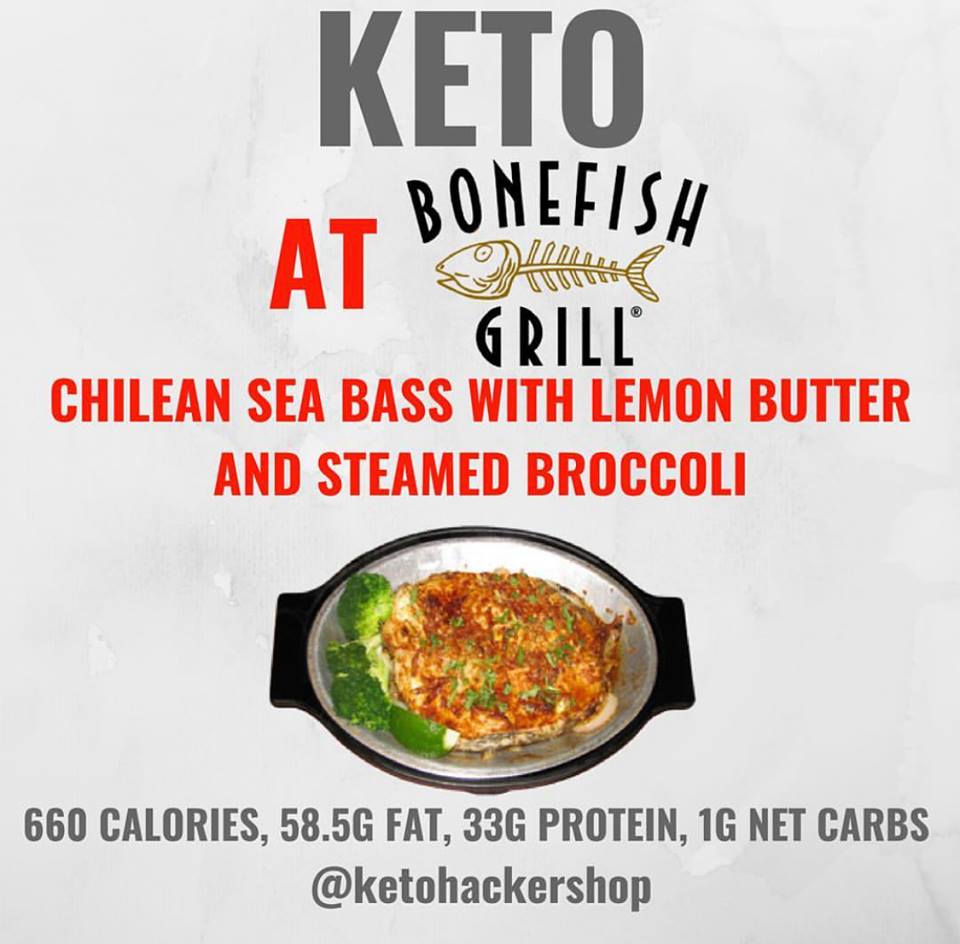 KETO
AT
BONEFISH
GRILL®
CHILEAN SEA BASS WITH LEMON BUTTER
AND STEAMED BROCCOLI
660 CALORIES, 58.5G FAT, 33G PROTEIN, 1G NET CARBS
@ketohackershop